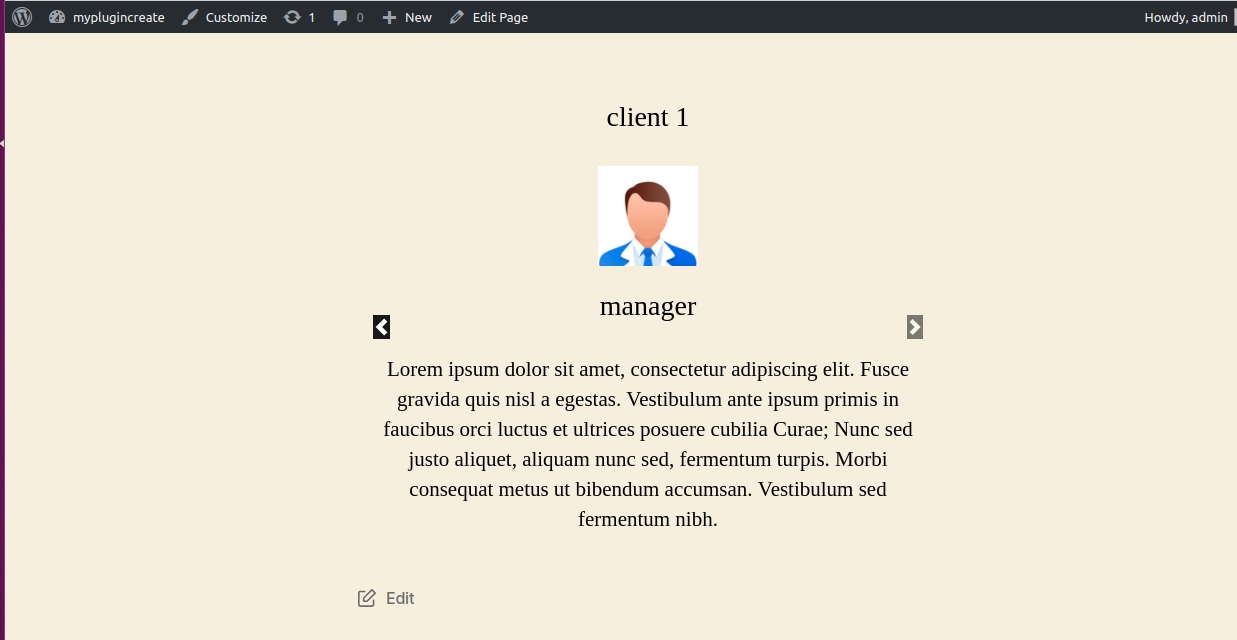 myplugincreate Customize 1 0 New Edit Page Howdy, admin
client 1
manager
Lorem ipsum dolor sit amet, consectetur adipiscing elit. Fusce
gravida quis nisl a egestas. Vestibulum ante ipsum primis in
faucibus orci luctus et ultrices posuere cubilia Curae; Nunc sed
justo aliquet, aliquam nunc sed, fermentum turpis. Morbi
consequat metus ut bibendum accumsan. Vestibulum sed
fermentum nibh.
Edit